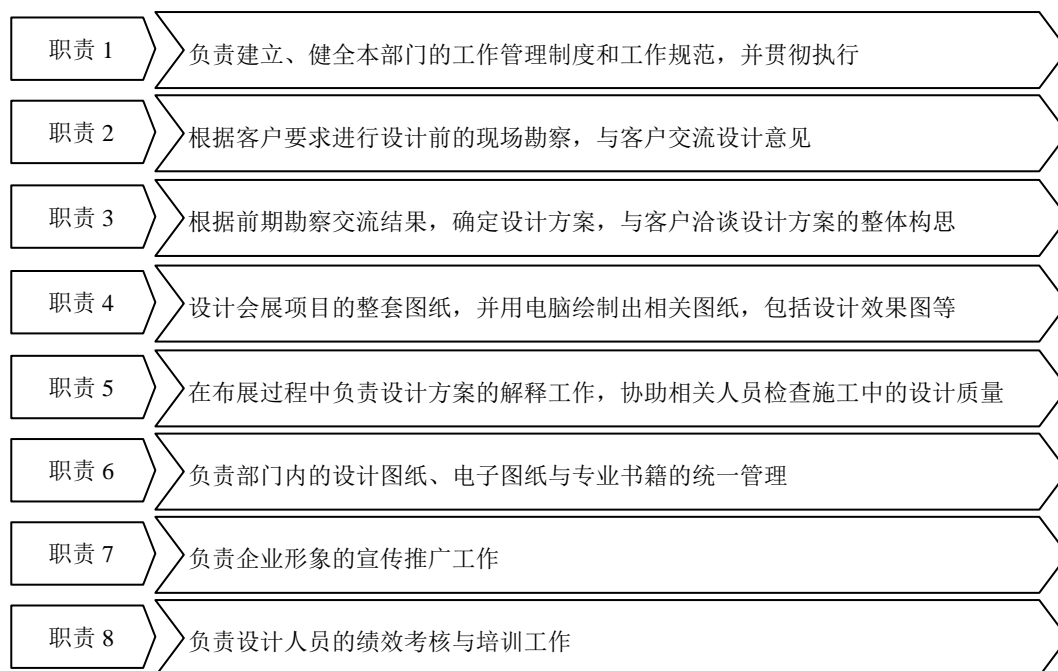 职责 1
负责建立、健全本部门的工作管理制度和工作规范，并贯彻执行
职责 2
根据客户要求进行设计前的现场勘察，与客户交流设计意见
职责 3
根据前期勘察交流结果，确定设计方案，与客户洽谈设计方案的整体构思
职责 4
设计会展项目的整套图纸，并用电脑绘制出相关图纸，包括设计效果图等
职责 5
在布展过程中负责设计方案的解释工作，协助相关人员检查施工中的设计质量
职责 6
负责部门内的设计图纸、电子图纸与专业书籍的统一管理
职责 7
负责企业形象的宣传推广工作
职责 8
负责设计人员的绩效考核与培训工作